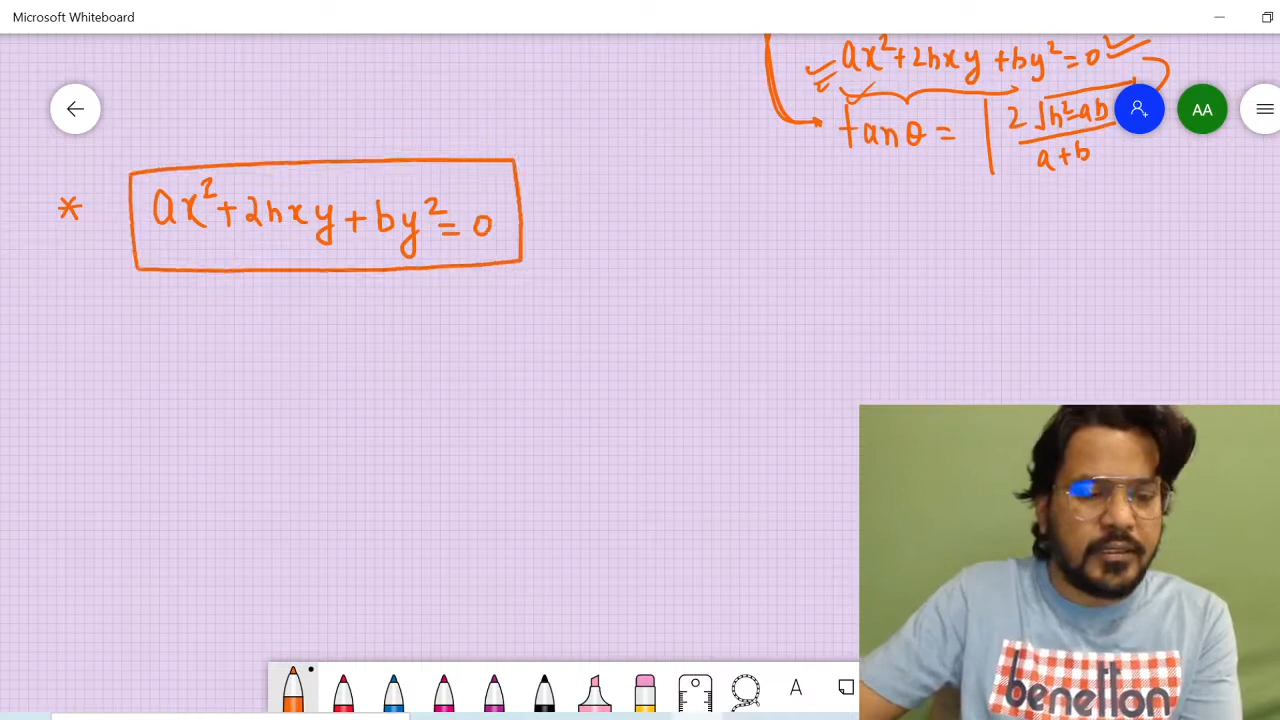 Microsoft Whiteboard
ax²+2hxy+by²=0
tanθ = | 2√h²-ab
a+b
AA
* ax²+2hxy+by²=0
A
benetton